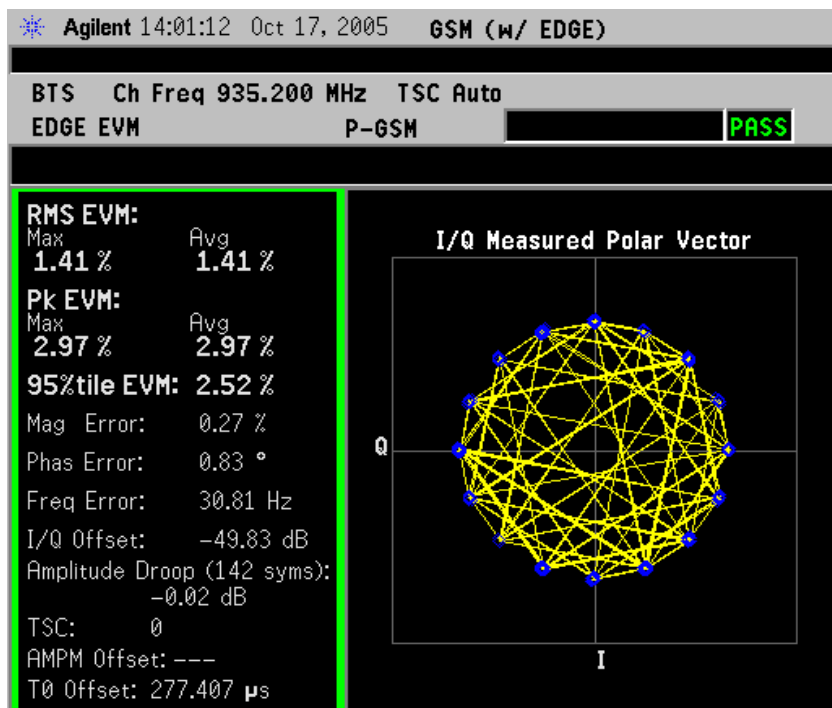 Agilent 14:01:12 Oct 17, 2005 GSM (w/ EDGE)
BTS Ch Freq 935.200 MHz TSC Auto
EDGE EVM P-GSM PASS
RMS EVM:
Max Avg
1.41 % 1.41 %
Pk EVM:
Max Avg
2.97 % 2.97 %
95%tile EVM: 2.52 %
Mag Error: 0.27 %
Phas Error: 0.83 °
Freq Error: 30.81 Hz
I/Q Offset: -49.83 dB
Amplitude Droop (142 syms):
-0.02 dB
TSC: 0
AMPM Offset: ---
T0 Offset: 277.407 µs
I/Q Measured Polar Vector
Q
I